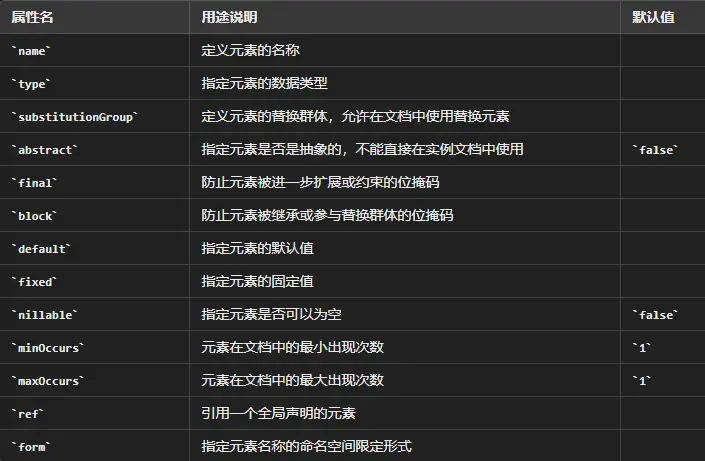 属性名 用途说明 默认值
`name` 定义元素的名称
`type` 指定元素的数据类型
`substitutionGroup` 定义元素的替换群体，允许在文档中使用替换元素
`abstract` 指定元素是否是抽象的，不能直接在实例文档中使用 `false`
`final` 防止元素被进一步扩展或约束的位掩码
`block` 防止元素被继承或参与替换群体的位掩码
`default` 指定元素的默认值
`fixed` 指定元素的固定值
`nillable` 指定元素是否可以为空 `false`
`minOccurs` 元素在文档中的最小出现次数 `1`
`maxOccurs` 元素在文档中的最大出现次数 `1`
`ref` 引用一个全局声明的元素
`form` 指定元素名称的命名空间限定形式